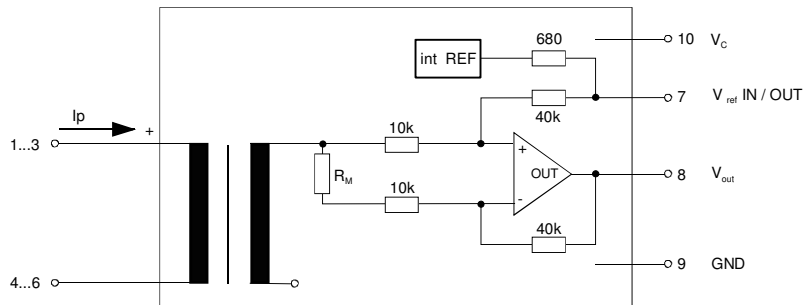 680
10 V_C
int REF
Ip
7 V_ref IN / OUT
+
10k
40k
1...3
+
R_M
OUT
8 V_out
10k
-
40k
9 GND
4...6